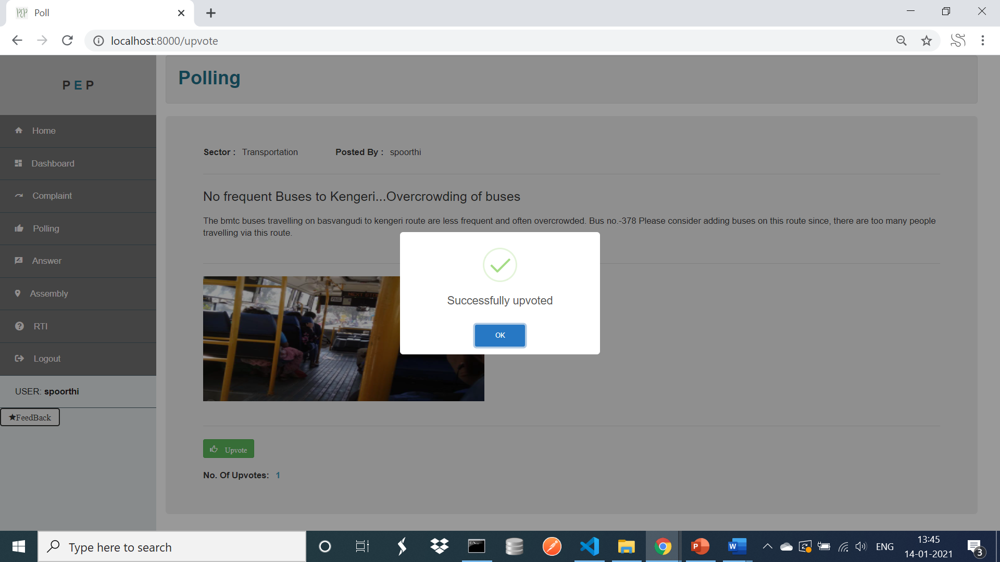 PEP Poll
localhost:8000/upvote
P E P
Polling
Home
Dashboard
Complaint
Polling
Answer
Assembly
RTI
Logout
USER: spoorthi
★FeedBack
Sector : Transportation Posted By : spoorthi
No frequent Buses to Kengeri...Overcrowding of buses
The bmtc buses travelling on basvangudi to kengeri route are less frequent and often overcrowded. Bus no.-378 Please consider adding buses on this route since, there are too many people
travelling via this route.
NEXT STO
Successfully upvoted
OK
Upvote
No. Of Upvotes: 1
Type here to search
ENG
13:45
14-01-2021
3